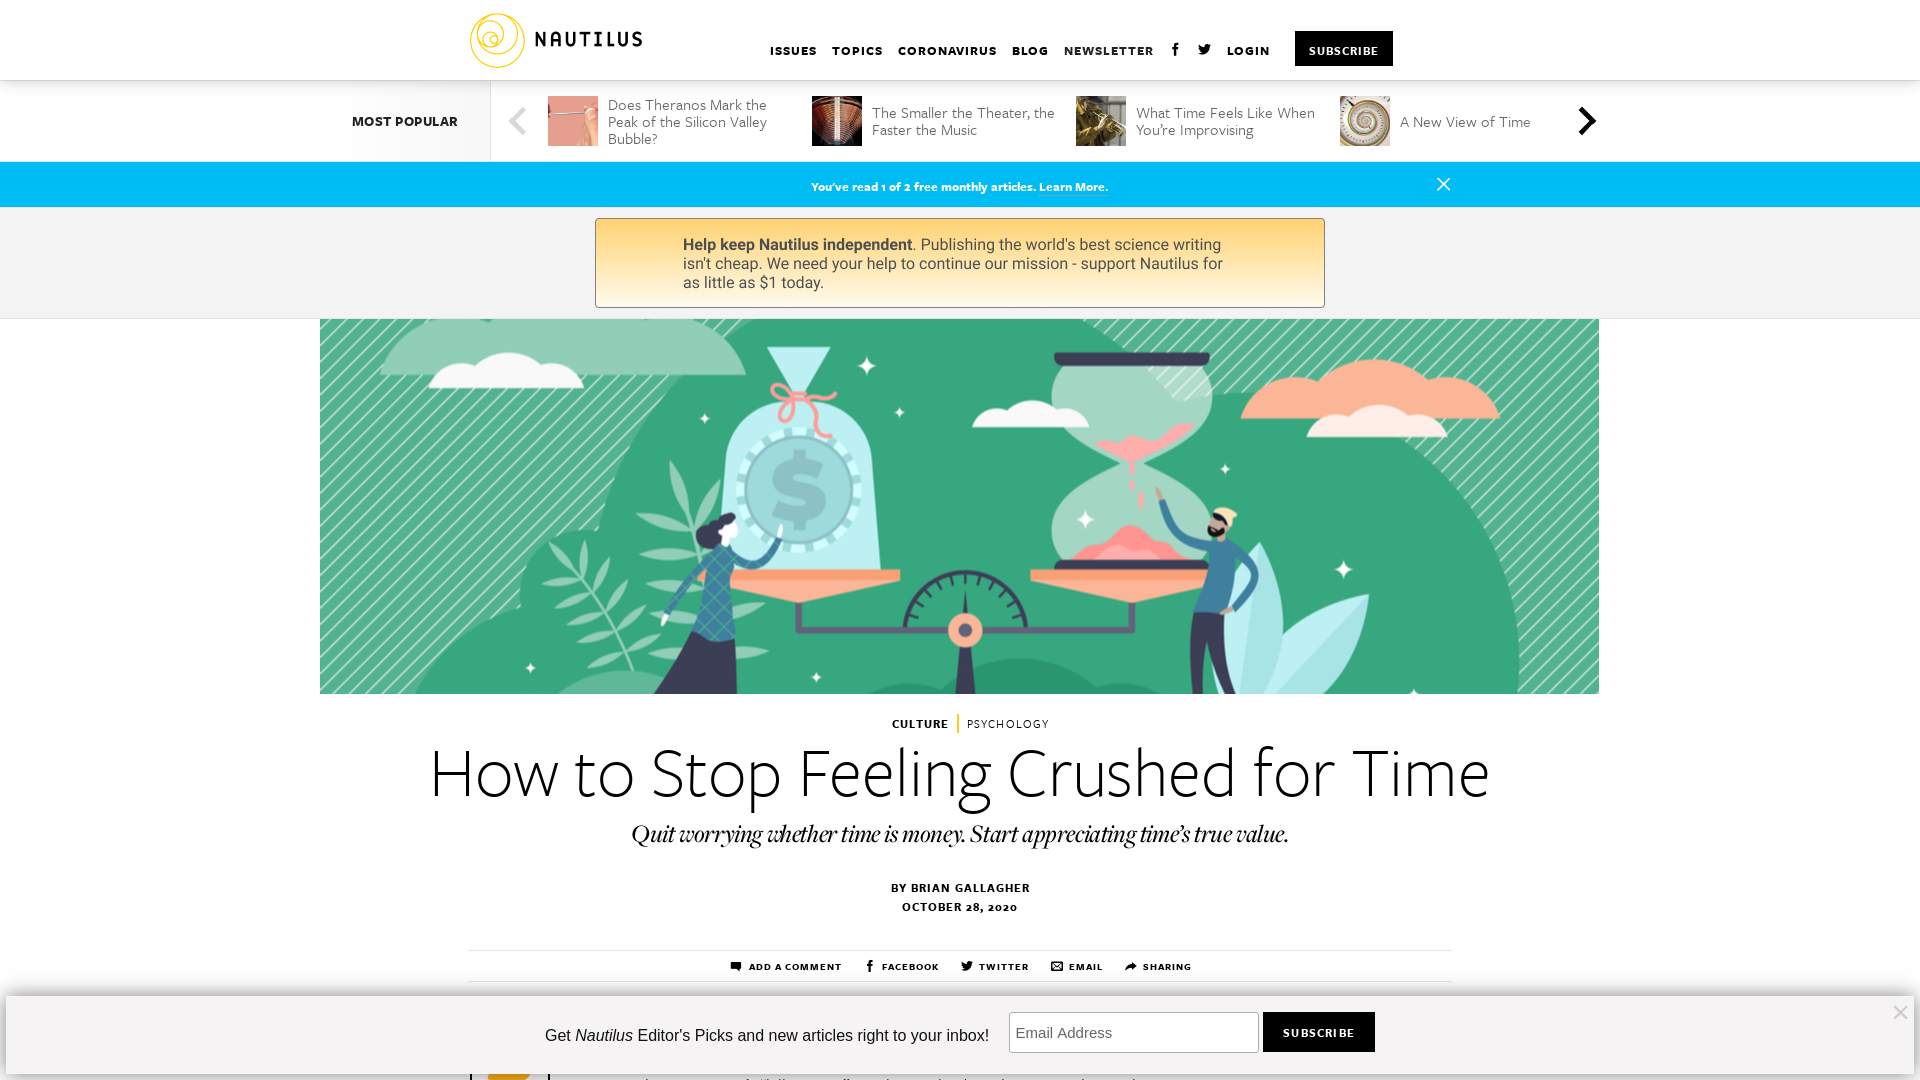 NAUTILUS
ISSUES TOPICS CORONAVIRUS BLOG NEWSLETTER LOGIN SUBSCRIBE
MOST POPULAR
Does Theranos Mark the
Peak of the Silicon Valley
Bubble?
The Smaller the Theater, the
Faster the Music
What Time Feels Like When
You’re Improvising
A New View of Time
You've read 1 of 2 free monthly articles. Learn More.
Help keep Nautilus independent. Publishing the world's best science writing
isn't cheap. We need your help to continue our mission - support Nautilus for
as little as $1 today.
$
CULTURE PSYCHOLOGY
How to Stop Feeling Crushed for Time
Quit worrying whether time is money. Start appreciating time’s true value.
BY BRIAN GALLAGHER
OCTOBER 28, 2020
ADD A COMMENT FACEBOOK TWITTER EMAIL SHARING
Get Nautilus Editor's Picks and new articles right to your inbox!
Email Address
SUBSCRIBE